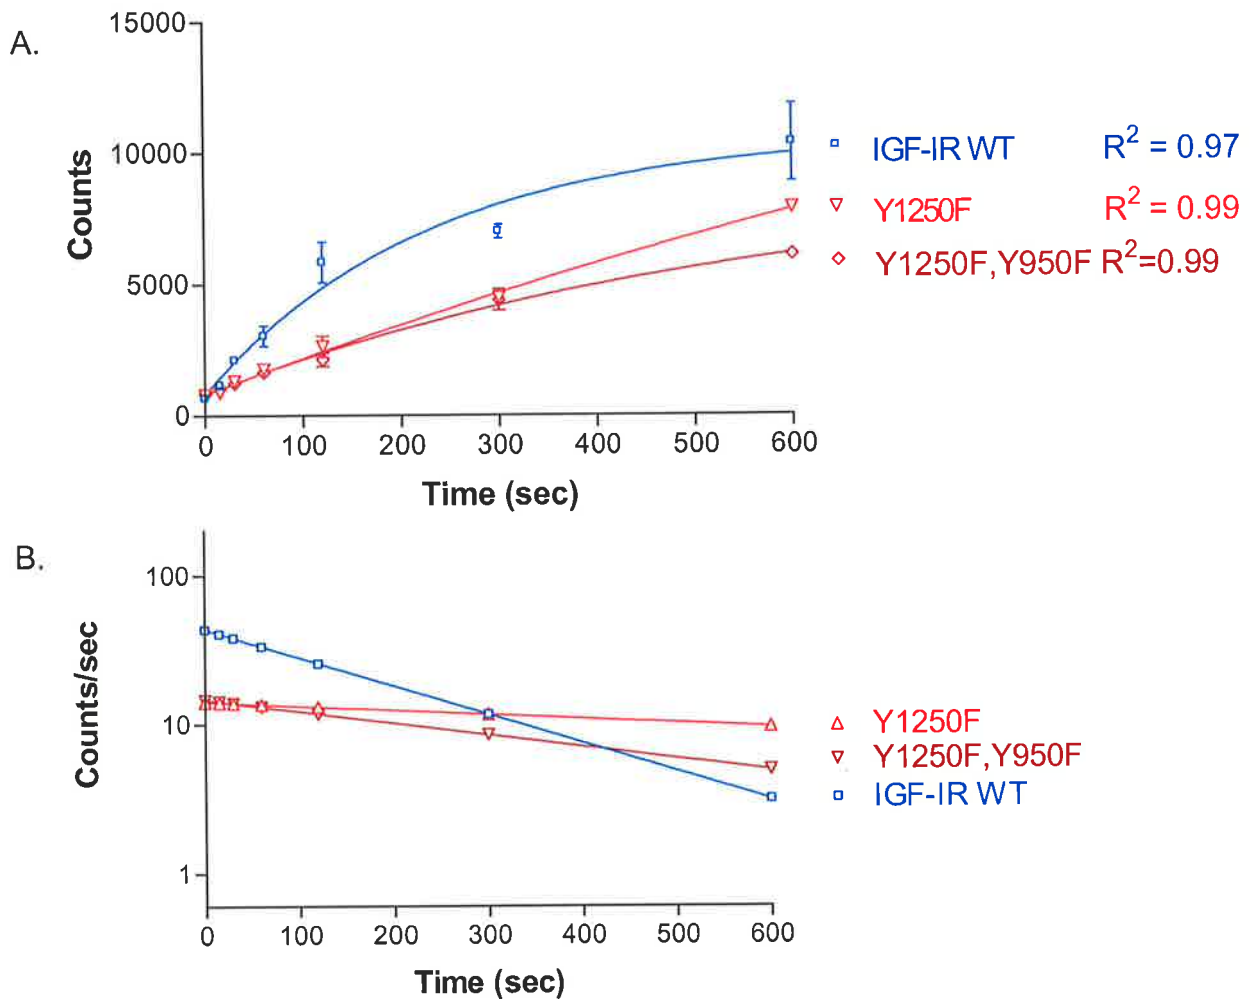 A.
15000
10000
5000
0
Counts
0 100 200 300 400 500 600
Time (sec)
IGF-IR WT R² = 0.97
Y1250F R² = 0.99
Y1250F,Y950F R²=0.99
B.
100
10
1
Counts/sec
0 100 200 300 400 500 600
Time (sec)
Y1250F
Y1250F,Y950F
IGF-IR WT